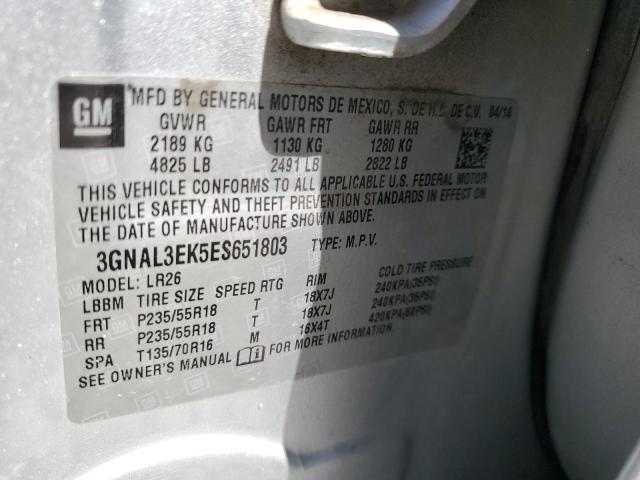 GM
MFD BY GENERAL MOTORS DE MEXICO, S. DE R.L. DE C.V. 04/14
GVWR GAWR FRT GAWR RR
2189 KG 1130 KG 1280 KG
4825 LB 2491 LB 2822 LB
THIS VEHICLE CONFORMS TO ALL APPLICABLE U.S. FEDERAL MOTOR
VEHICLE SAFETY AND THEFT PREVENTION STANDARDS IN EFFECT ON
THE DATE OF MANUFACTURE SHOWN ABOVE.
3GNAL3EK5ES651803 TYPE: M.P.V.
MODEL: LR26
LBBM TIRE SIZE SPEED RTG RIM COLD TIRE PRESSURE
FRT P235/55R18 T 18X7J 240KPA(35PSI)
RR P235/55R18 T 18X7J 240KPA(35PSI)
SPA T135/70R16 M 16X4T 420KPA(60PSI)
SEE OWNER'S MANUAL FOR MORE INFORMATION.